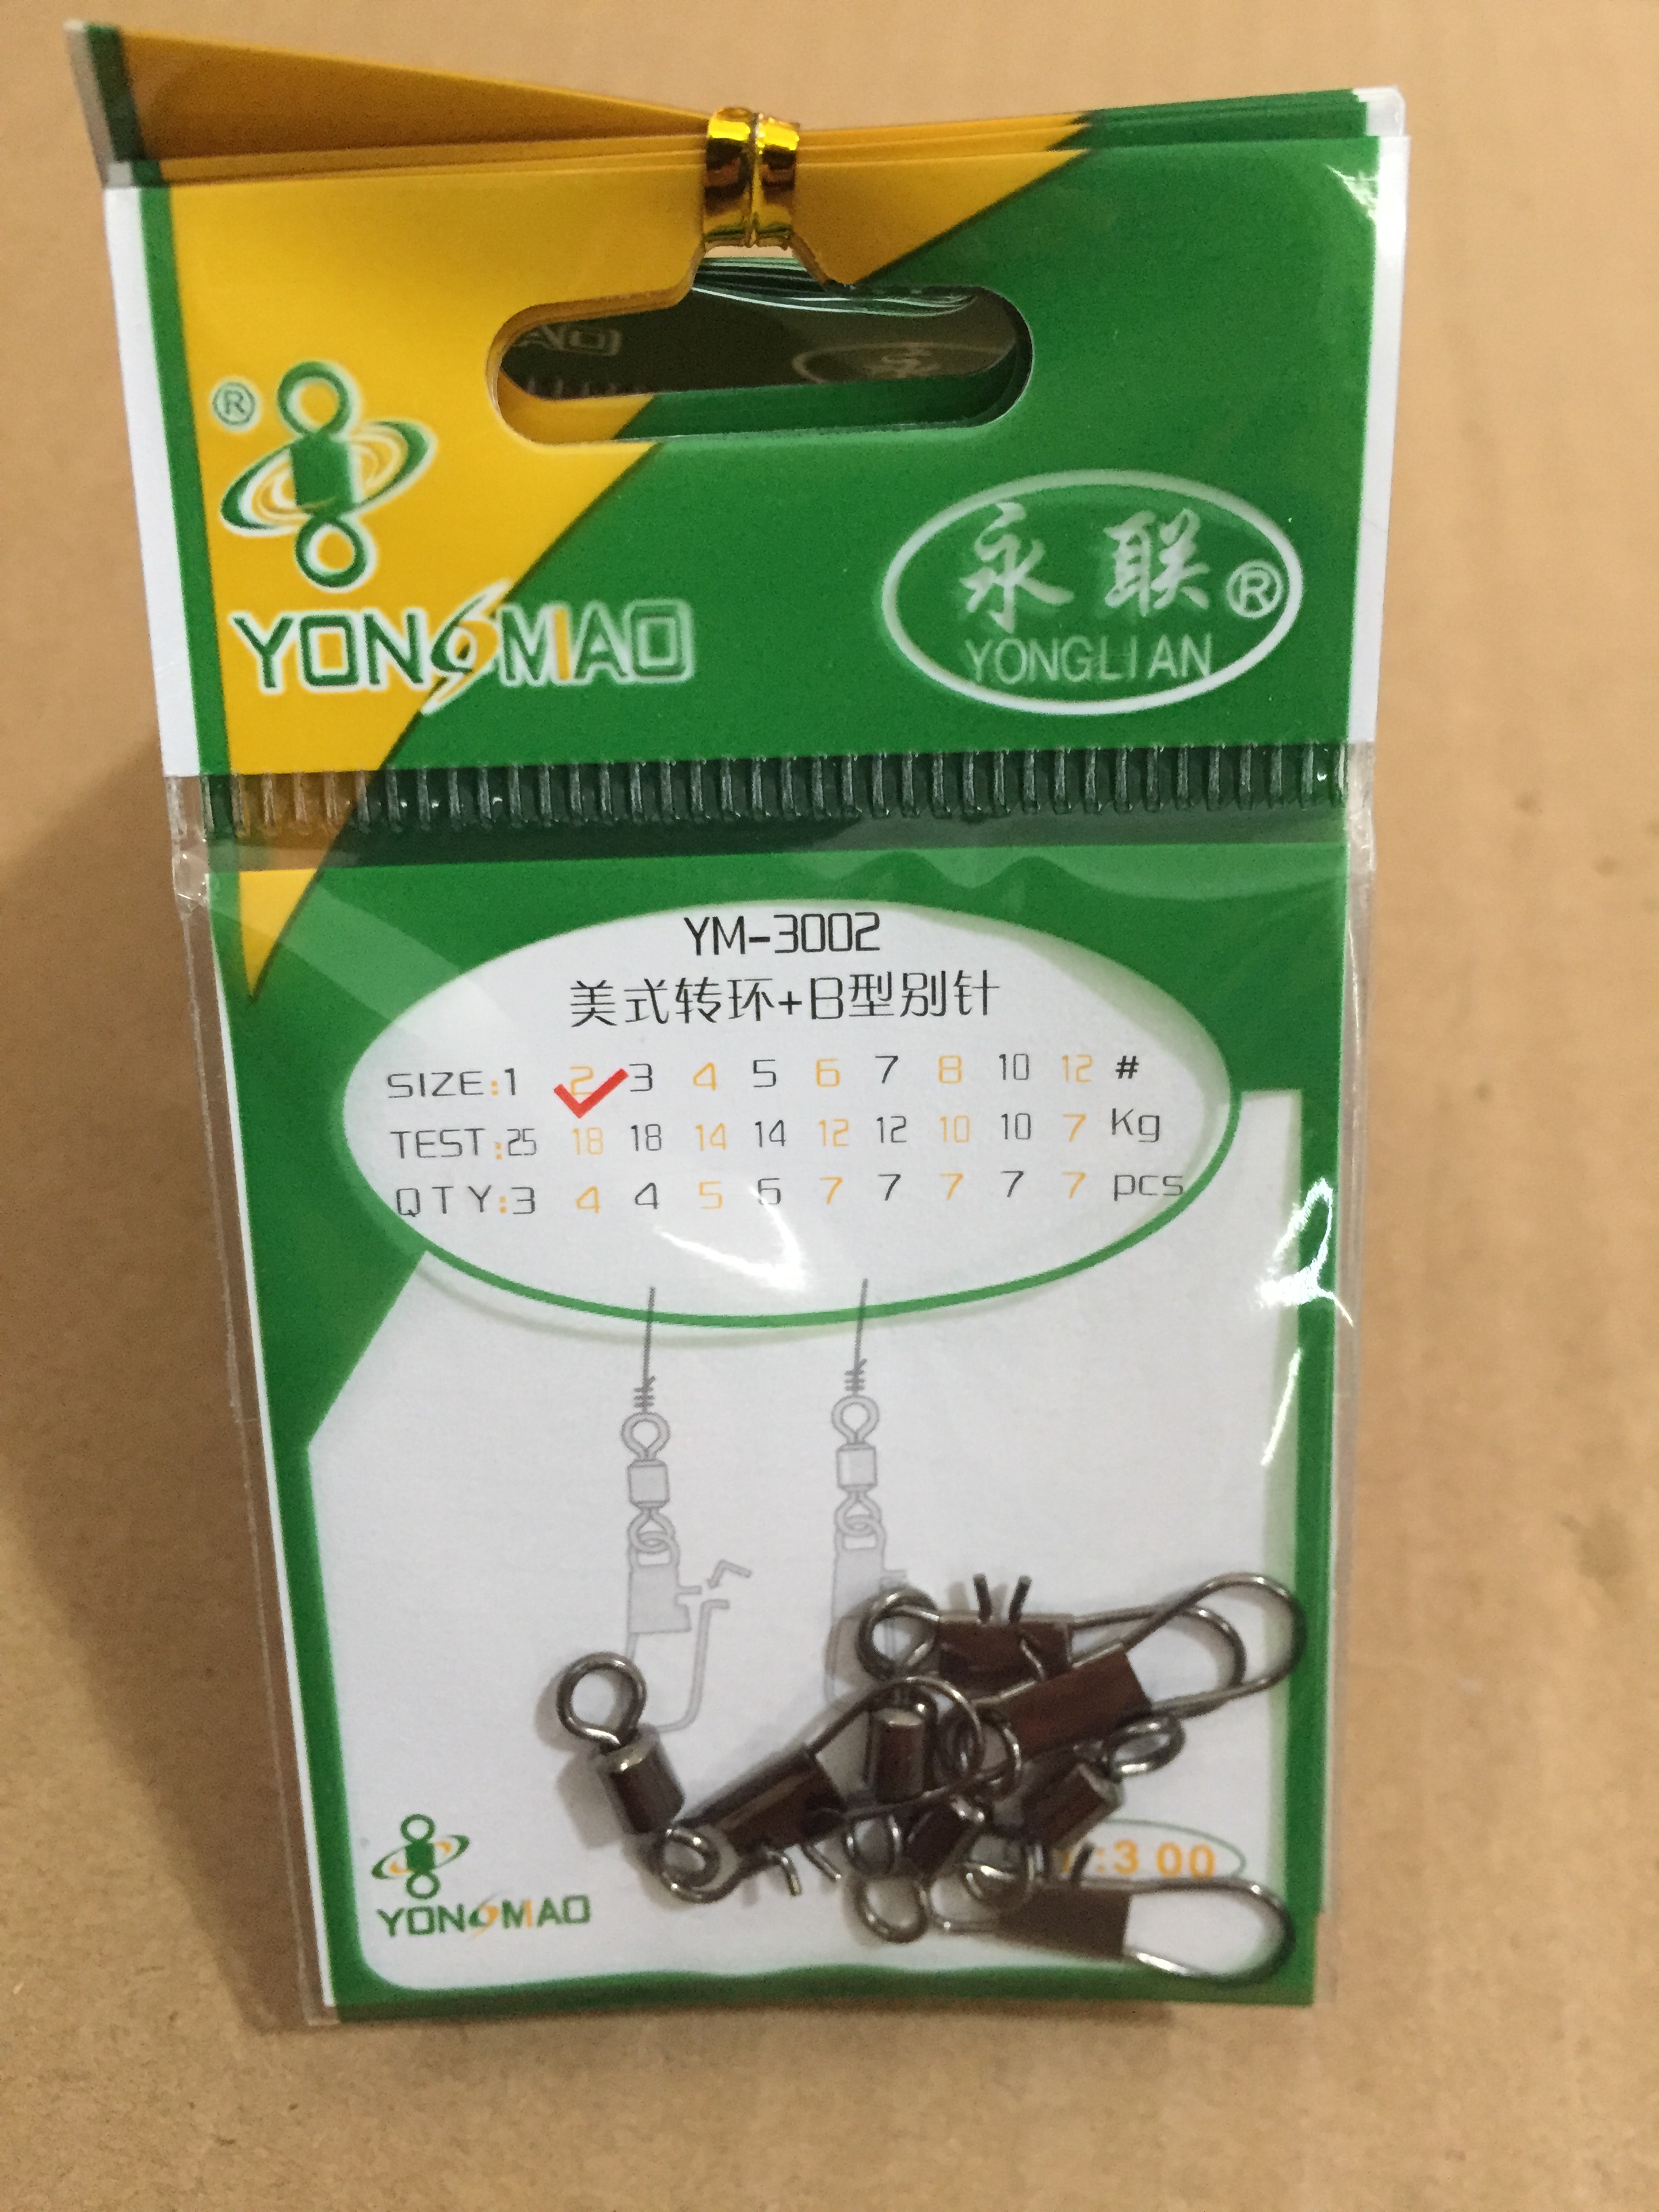 ®
YONGMAO
永联®
YONGLIAN
YM-3002
美式转环+B型别针
SIZE:1 2 3 4 5 6 7 8 10 12 #
TEST:25 18 18 14 14 12 12 10 10 7 Kg
QTY:3 4 4 5 6 7 7 7 7 7 pcs
:300
YONGMAO